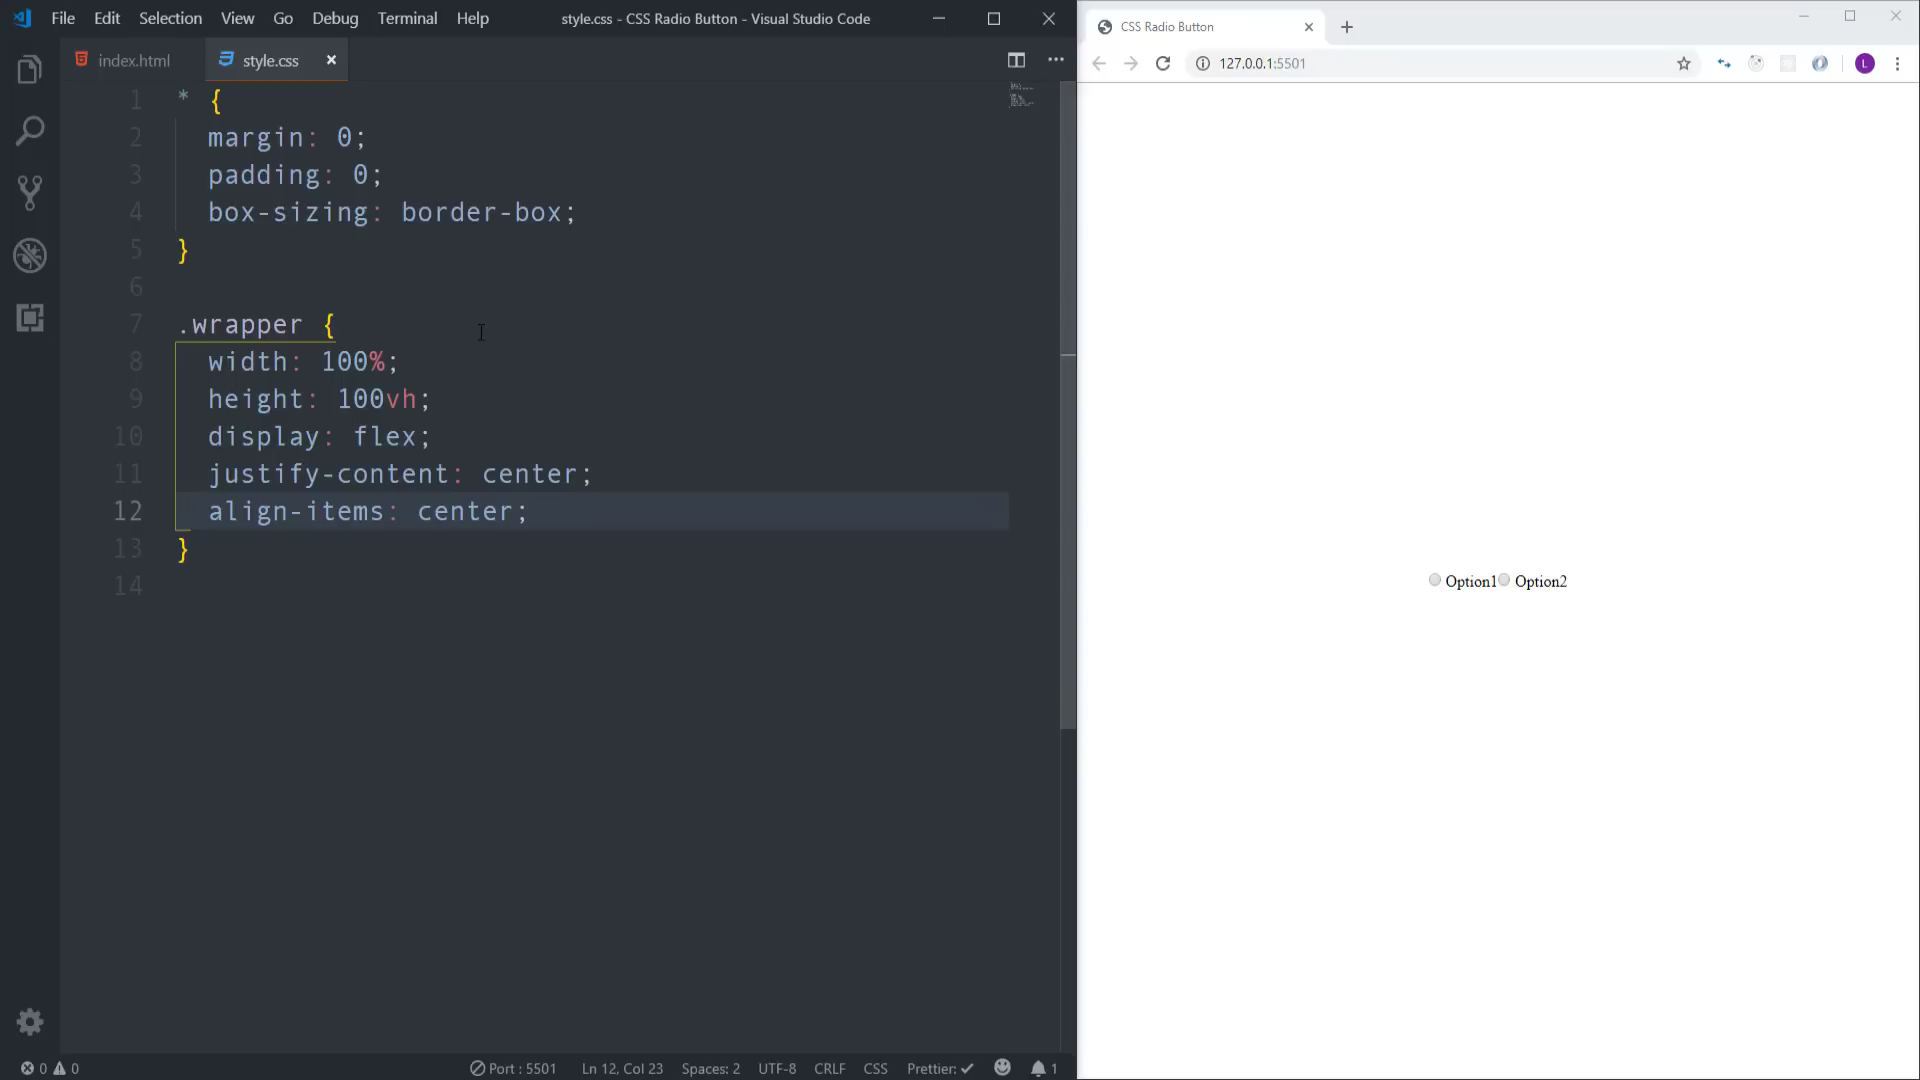 File Edit Selection View Go Debug Terminal Help
style.css - CSS Radio Button - Visual Studio Code
index.html
style.css
1 * {
2 margin: 0;
3 padding: 0;
4 box-sizing: border-box;
5 }
6
7 .wrapper {
8 width: 100%;
9 height: 100vh;
10 display: flex;
11 justify-content: center;
12 align-items: center;
13 }
14
0 0
Port : 5501
Ln 12, Col 23
Spaces: 2
UTF-8
CRLF
CSS
Prettier:
1
CSS Radio Button
127.0.0.1:5501
L
Option1 Option2